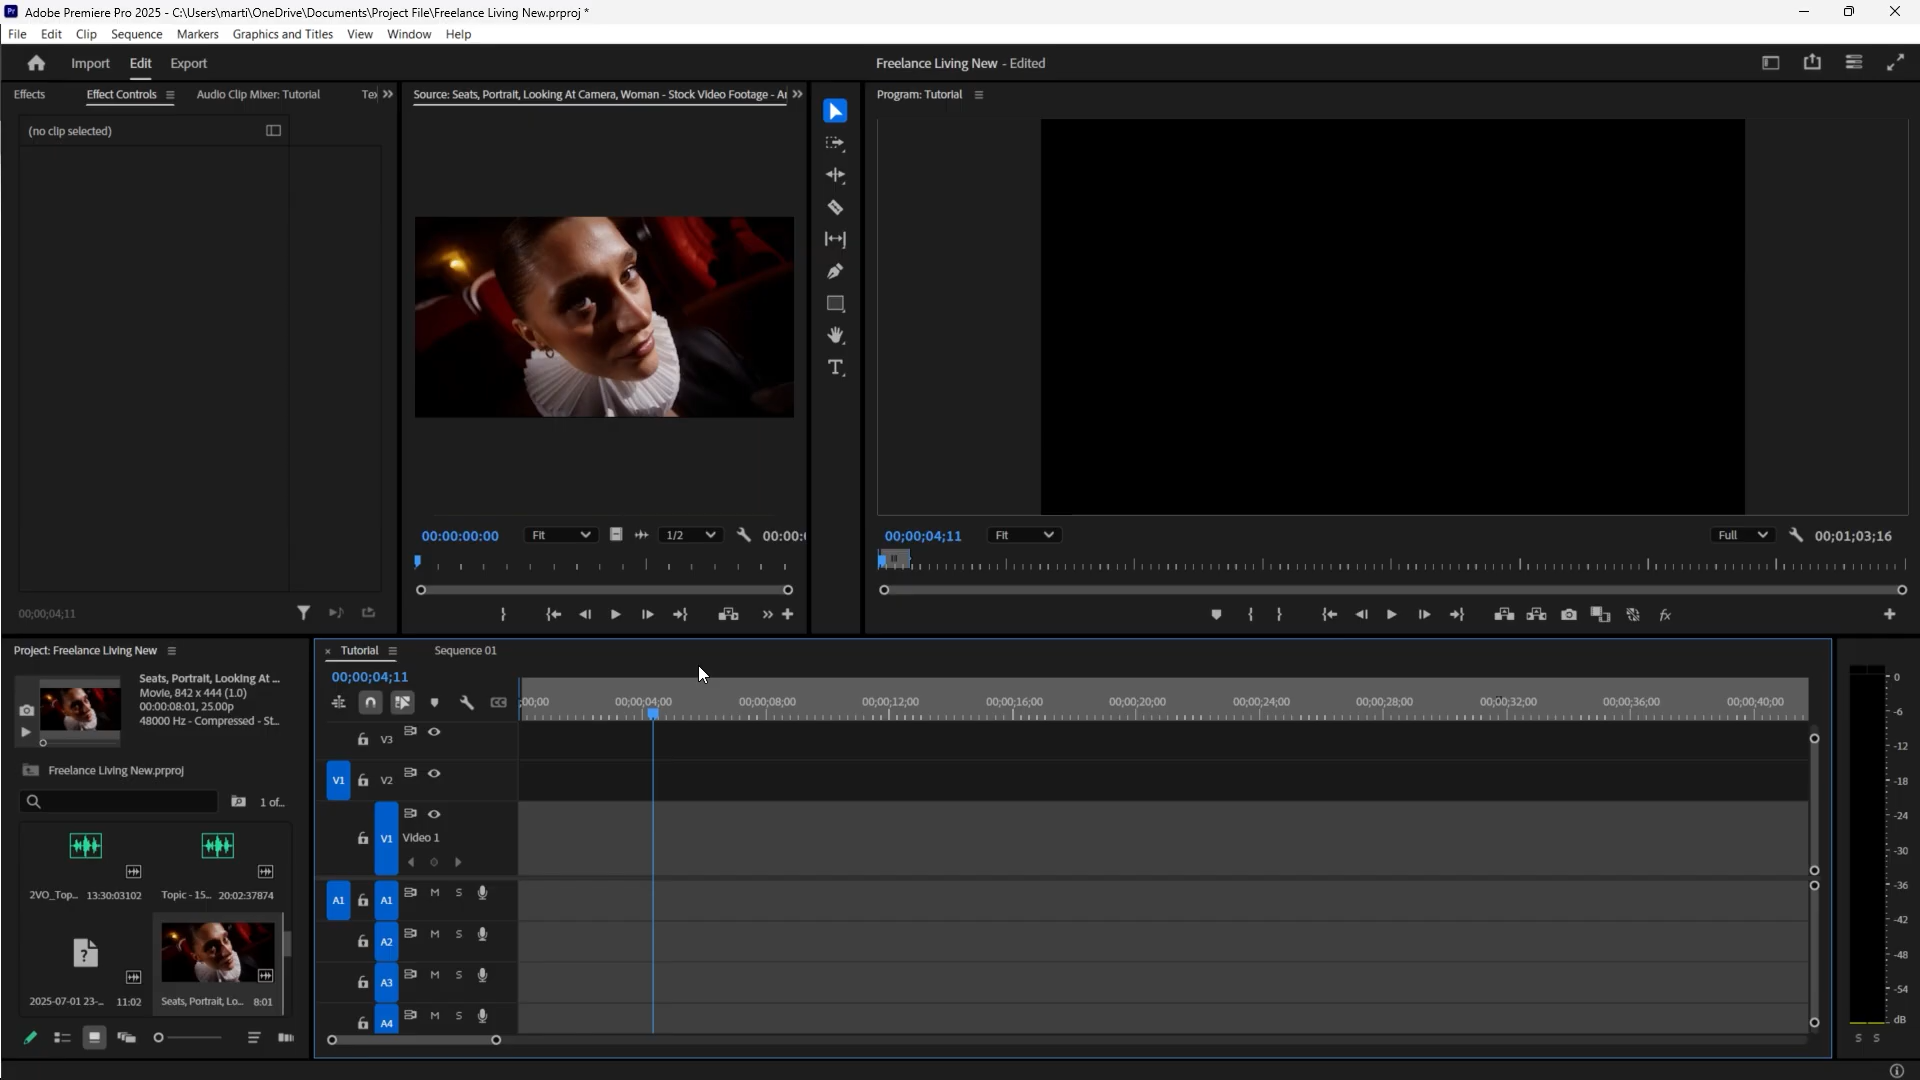 Adobe Premiere Pro 2025 - C:\Users\marti\OneDrive\Documents\Project File\Freelance Living New.prproj *
File Edit Clip Sequence Markers Graphics and Titles View Window Help
Import Edit Export
Freelance Living New - Edited
Effects Effect Controls Audio Clip Mixer: Tutorial Tex
Source: Seats, Portrait, Looking At Camera, Woman - Stock Video Footage - Ar
Program: Tutorial
(no clip selected)
00:00:00:00 Fit 1/2 00:00:0
00;00;04;11 Fit Full 00;01;03;16
00;00;04;11
Project: Freelance Living New
Seats, Portrait, Looking At ...
Movie, 842 x 444 (1.0)
00:00:08:01, 25.00p
48000 Hz - Compressed - St...
Freelance Living New.prproj
1 of...
2VO_Top... 13:30:03102
Topic - 15... 20:02:37874
2025-07-01 23-... 11:02
Seats, Portrait, Lo... 8:01
Tutorial Sequence 01
00;00;04;11
;00;00 00;00;04;00 00;00;08;00 00;00;12;00 00;00;16;00 00;00;20;00 00;00;24;00 00;00;28;00 00;00;32;00 00;00;36;00 00;00;40;00
V3
V1 V2
V1 Video 1
A1 A1 M S
A2 M S
A3 M S
A4 M S
0
-6
-12
-18
-24
-30
-36
-42
-48
-54
dB
S S